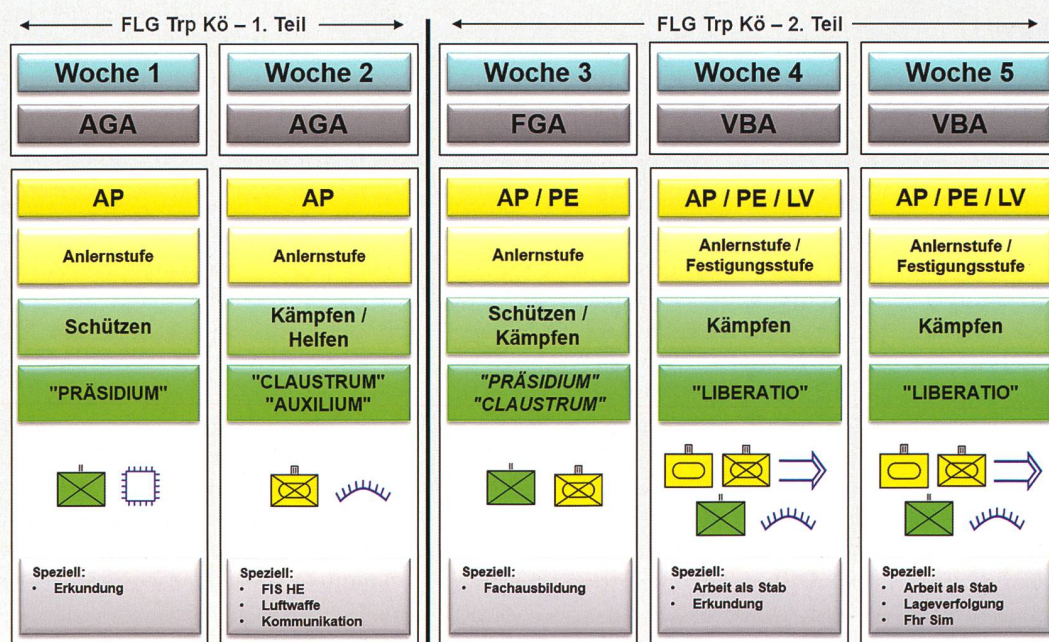 FLG Trp Kö – 1. Teil
FLG Trp Kö – 2. Teil
Woche 1
AGA
AP
Anlernstufe
Schützen
"PRÄSIDIUM"
Speziell:
• Erkundung
Woche 2
AGA
AP
Anlernstufe
Kämpfen /
Helfen
"CLAUSTRUM"
"AUXILIUM"
Speziell:
• FIS HE
• Luftwaffe
• Kommunikation
Woche 3
FGA
AP / PE
Anlernstufe
Schützen /
Kämpfen
"PRÄSIDIUM"
"CLAUSTRUM"
Speziell:
• Fachausbildung
Woche 4
VBA
AP / PE / LV
Anlernstufe /
Festigungsstufe
Kämpfen
"LIBERATIO"
Speziell:
• Arbeit als Stab
• Erkundung
Woche 5
VBA
AP / PE / LV
Anlernstufe /
Festigungsstufe
Kämpfen
"LIBERATIO"
Speziell:
• Arbeit als Stab
• Lageverfolgung
• Fhr Sim